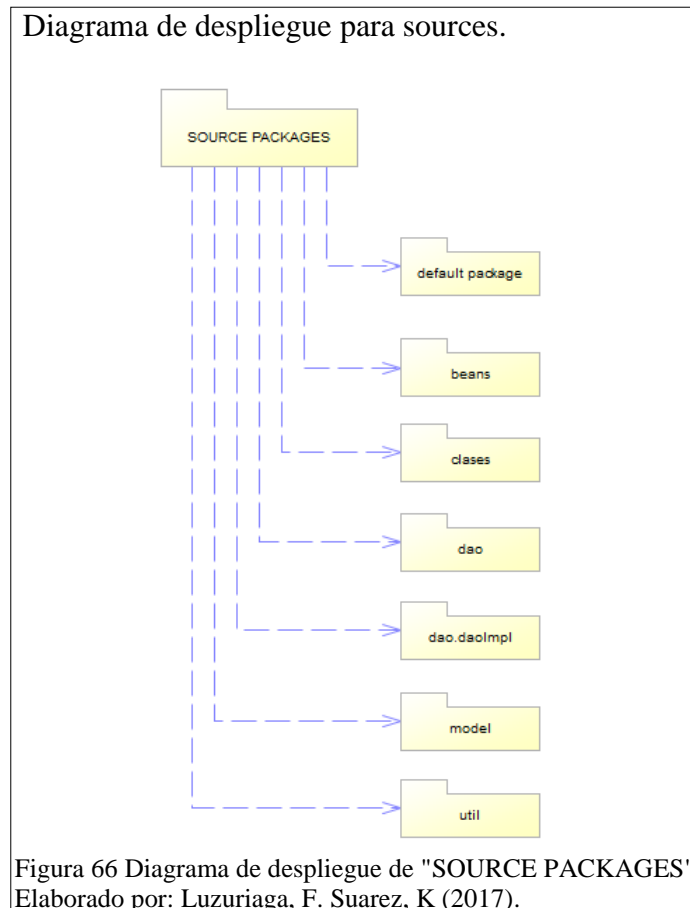 Diagrama de despliegue para sources.
SOURCE PACKAGES
default package
beans
clases
dao
dao.daoImpl
model
util
Figura 66 Diagrama de despliegue de "SOURCE PACKAGES"
Elaborado por: Luzuriaga, F. Suarez, K (2017).